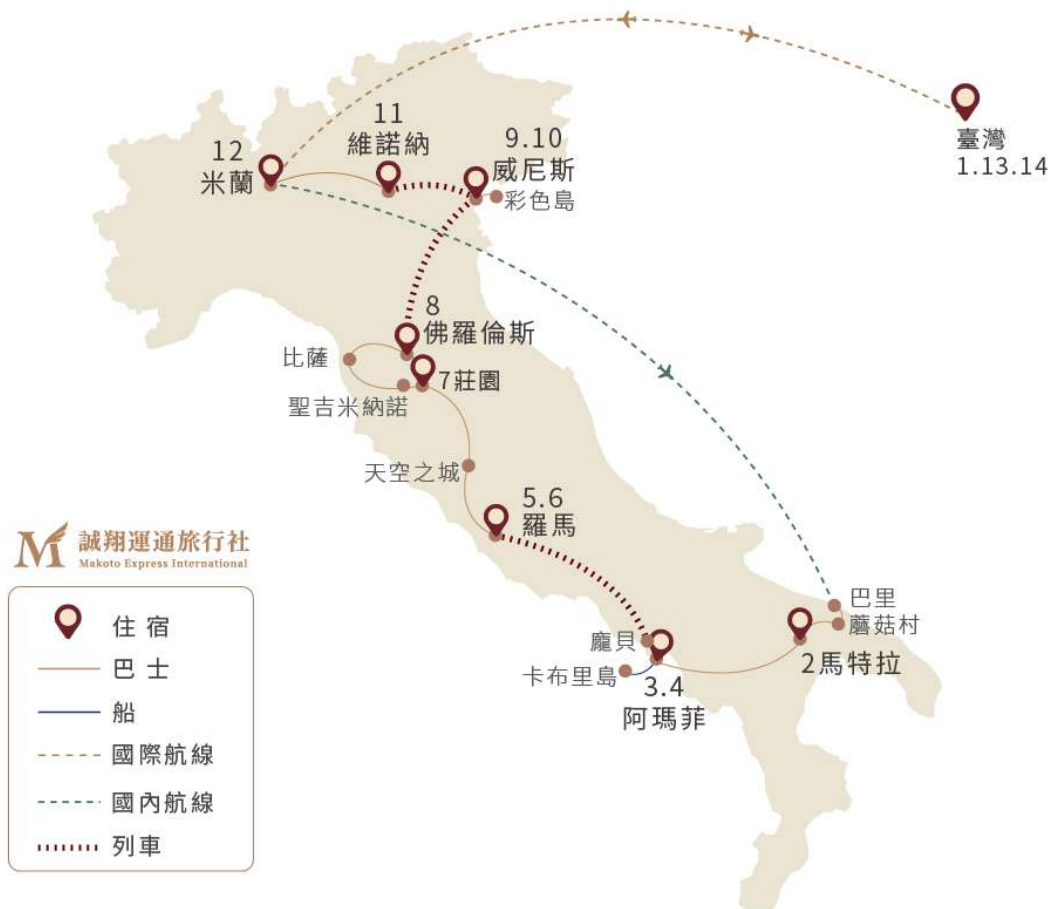 11
維諾納
9.10
威尼斯
彩色島
12
米蘭
臺灣
1.13.14
8
佛羅倫斯
比薩
7莊園
聖吉米納諾
天空之城
5.6
羅馬
巴里
蘑菇村
龐貝
2馬特拉
卡布里島
3.4
阿瑪菲
誠翔運通旅行社
Makoto Express International
住宿
巴士
船
國際航線
國內航線
列車